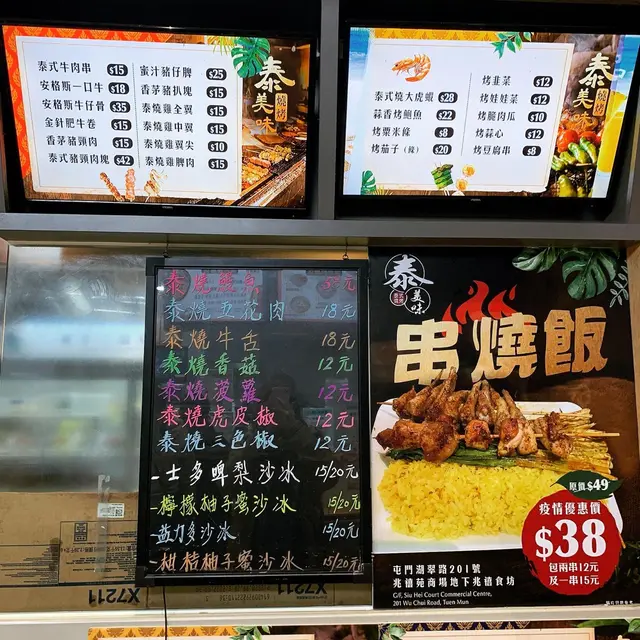 泰式牛肉串 $15
安格斯一口牛 $18
安格斯牛仔骨 $35
金針肥牛卷 $15
香茅豬頸肉 $15
泰式豬頸肉塊 $42
蜜汁豬仔髀 $25
香茅豬扒塊 $15
泰燒雞全翼 $15
泰燒雞中翼 $15
泰燒雞翼尖 $10
泰燒雞髀肉 $15
泰美味
燒烤
泰式燒大虎蝦 $28
蒜香烤鮑魚 $22
烤粟米條 $8
烤茄子(辣) $20
烤韭菜 $12
烤娃娃菜 $12
烤脆肉瓜 $10
烤蒜心 $12
烤豆腐串 $8
泰美味
燒烤
元
泰燒五花肉 18元
泰燒牛舌 18元
泰燒香菇 12元
泰燒菠蘿 12元
泰燒虎皮椒 12元
泰燒三色椒 12元
-士多啤梨沙冰 15/20元
-檸檬柚子蜜沙冰 15/20元
-益力多沙冰 15/20元
-柑桔柚子蜜沙冰 15/20元
X7211
X7211
泰美味
串燒飯
原價$49
疫情優惠價
$38
包兩串12元
及一串15元
屯門湖翠路201號
兆禧苑商場地下兆禧食坊
G/F, Siu Hei Court Commercial Centre,
201 Wu Chui Road, Tuen Mun